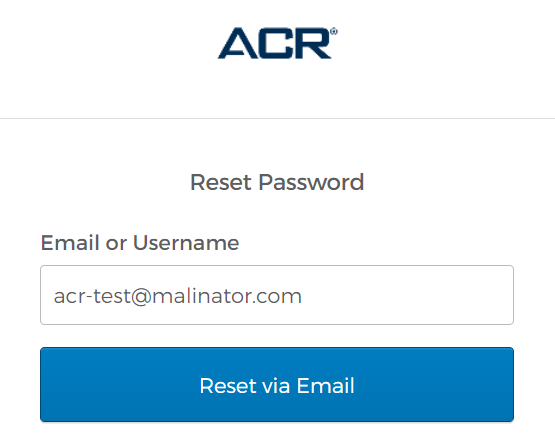 ACR®
Reset Password
Email or Username
acr-test@malinator.com
Reset via Email